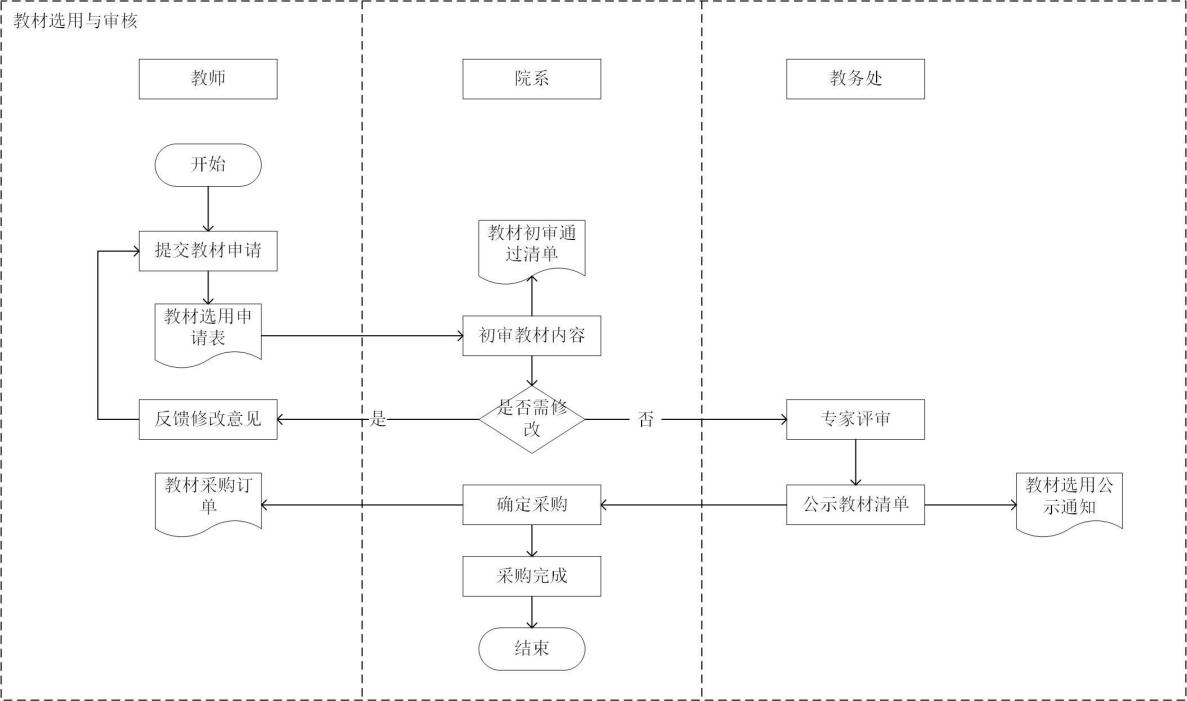 教材选用与审核
教师
院系
教务处
开始
提交教材申请
教材初审通
过清单
教材选用申
请表
初审教材内容
反馈修改意见
是
是否需修
改
否
专家评审
教材采购订
单
确定采购
公示教材清单
教材选用公
示通知
采购完成
结束